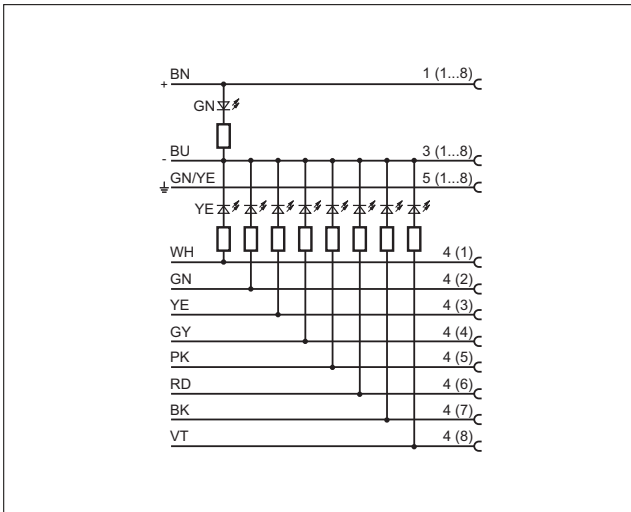 BN 1 (1...8)
+
GN
BU 3 (1...8)
-
GN/YE 5 (1...8)
YE
WH 4 (1)
GN 4 (2)
YE 4 (3)
GY 4 (4)
PK 4 (5)
RD 4 (6)
BK 4 (7)
VT 4 (8)